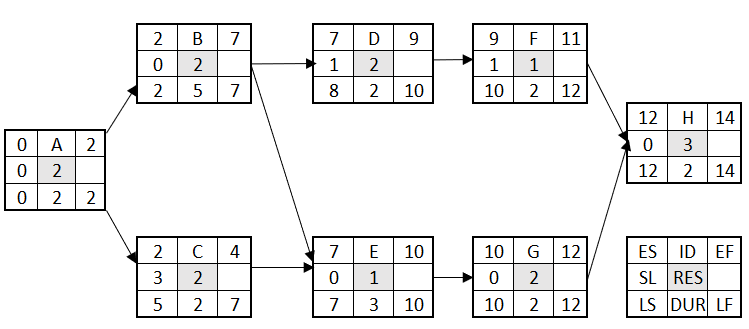 2 B 7
0 2
2 5 7
7 D 9
1 2
8 2 10
9 F 11
1 1
10 2 12
0 A 2
0 2
0 2 2
12 H 14
0 3
12 2 14
2 C 4
3 2
5 2 7
7 E 10
0 1
7 3 10
10 G 12
0 2
10 2 12
ES ID EF
SL RES
LS DUR LF